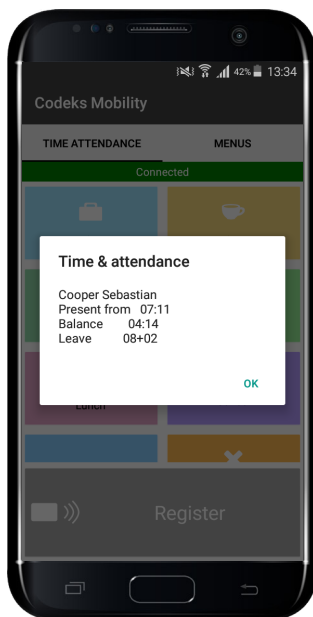 42% 13:34
Codeks Mobility
TIME ATTENDANCE MENUS
Connected
Time & attendance
Cooper Sebastian
Present from 07:11
Balance 04:14
Leave 08+02
OK
Lunch
Register